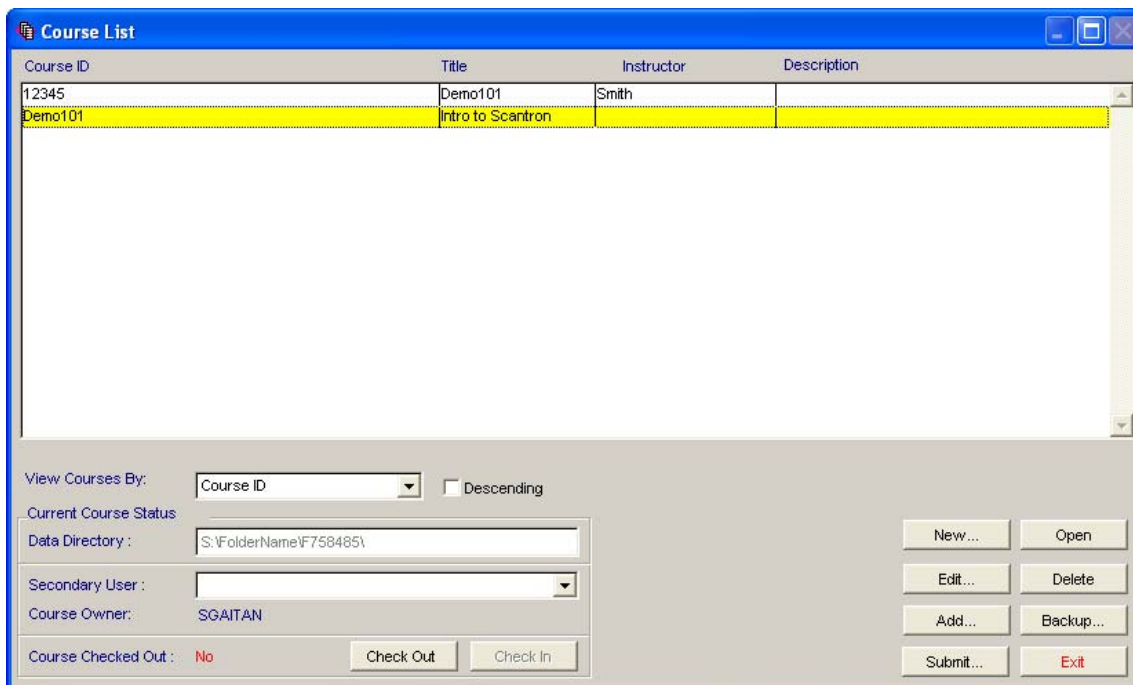 Course List
Course ID Title Instructor Description
12345 Demo101 Smith
Demo101 Intro to Scantron
View Courses By: Course ID Descending
Current Course Status
Data Directory : S:\FolderName\F758485\
New... Open
Secondary User :
Edit... Delete
Course Owner: SGAITAN
Add... Backup...
Course Checked Out : No Check Out Check In
Submit... Exit